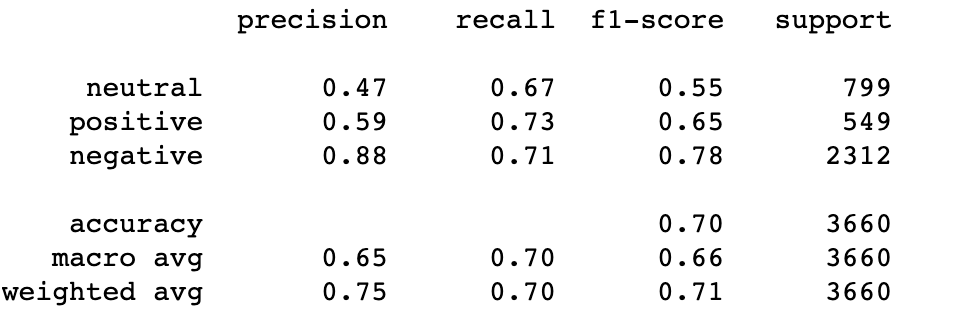 precision recall f1-score support
neutral 0.47 0.67 0.55 799
positive 0.59 0.73 0.65 549
negative 0.88 0.71 0.78 2312
accuracy 0.70 3660
macro avg 0.65 0.70 0.66 3660
weighted avg 0.75 0.70 0.71 3660